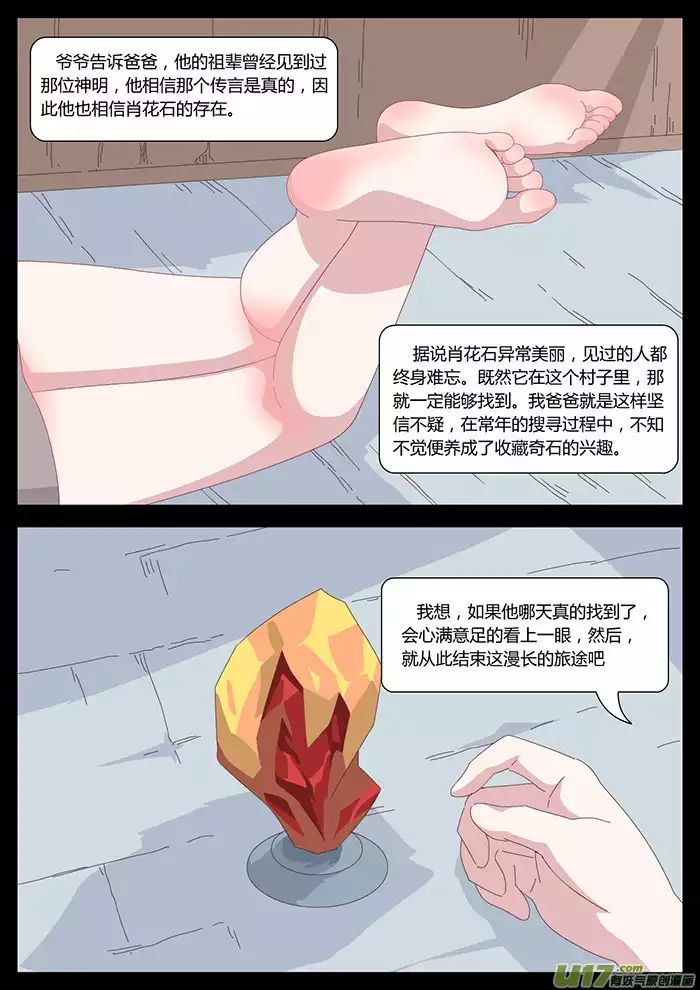 爷爷告诉爸爸，他的祖辈曾经见到过
那位神明，他相信那个传言是真的，因
此他也相信肖花石的存在。
据说肖花石异常美丽，见过的人都
终身难忘。既然它在这个村子里，那
就一定能够找到。我爸爸就是这样坚
信不疑，在常年的搜寻过程中，不知
不觉便养成了收藏奇石的兴趣。
我想，如果他哪天真的找到了，
会心满意足的看上一眼，然后，
就从此结束这漫长的旅途吧
U17.com
有妖气原创漫画